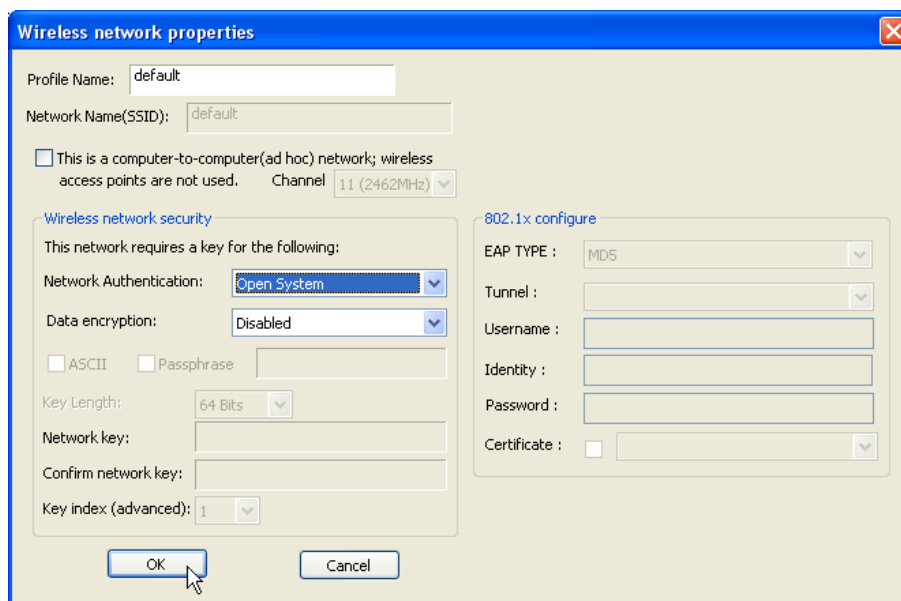 Wireless network properties
Profile Name: default
Network Name(SSID): default
This is a computer-to-computer(ad hoc) network; wireless
access points are not used. Channel 11 (2462MHz)
Wireless network security
This network requires a key for the following:
Network Authentication: Open System
Data encryption: Disabled
ASCII Passphrase
Key Length: 64 Bits
Network key:
Confirm network key:
Key index (advanced): 1
802.1x configure
EAP TYPE : MD5
Tunnel :
Username :
Identity :
Password :
Certificate :
OK Cancel